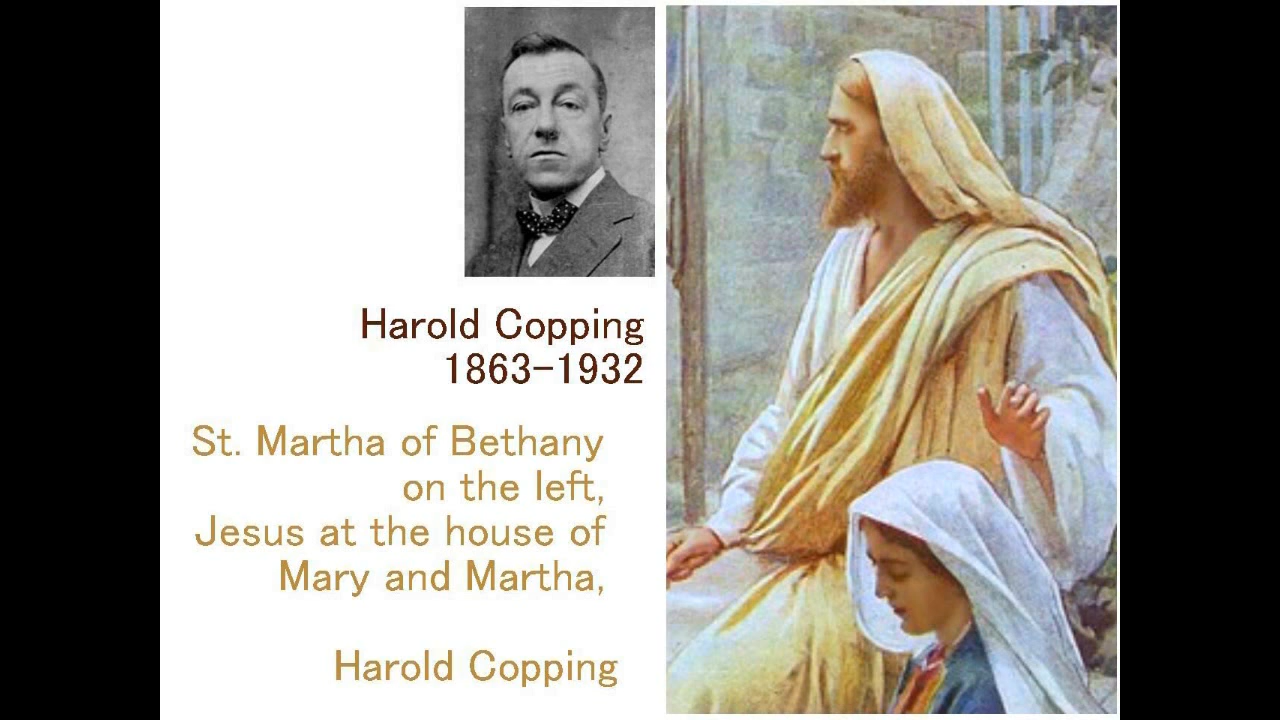 Harold Copping
1863-1932
St. Martha of Bethany
on the left,
Jesus at the house of
Mary and Martha,
Harold Copping